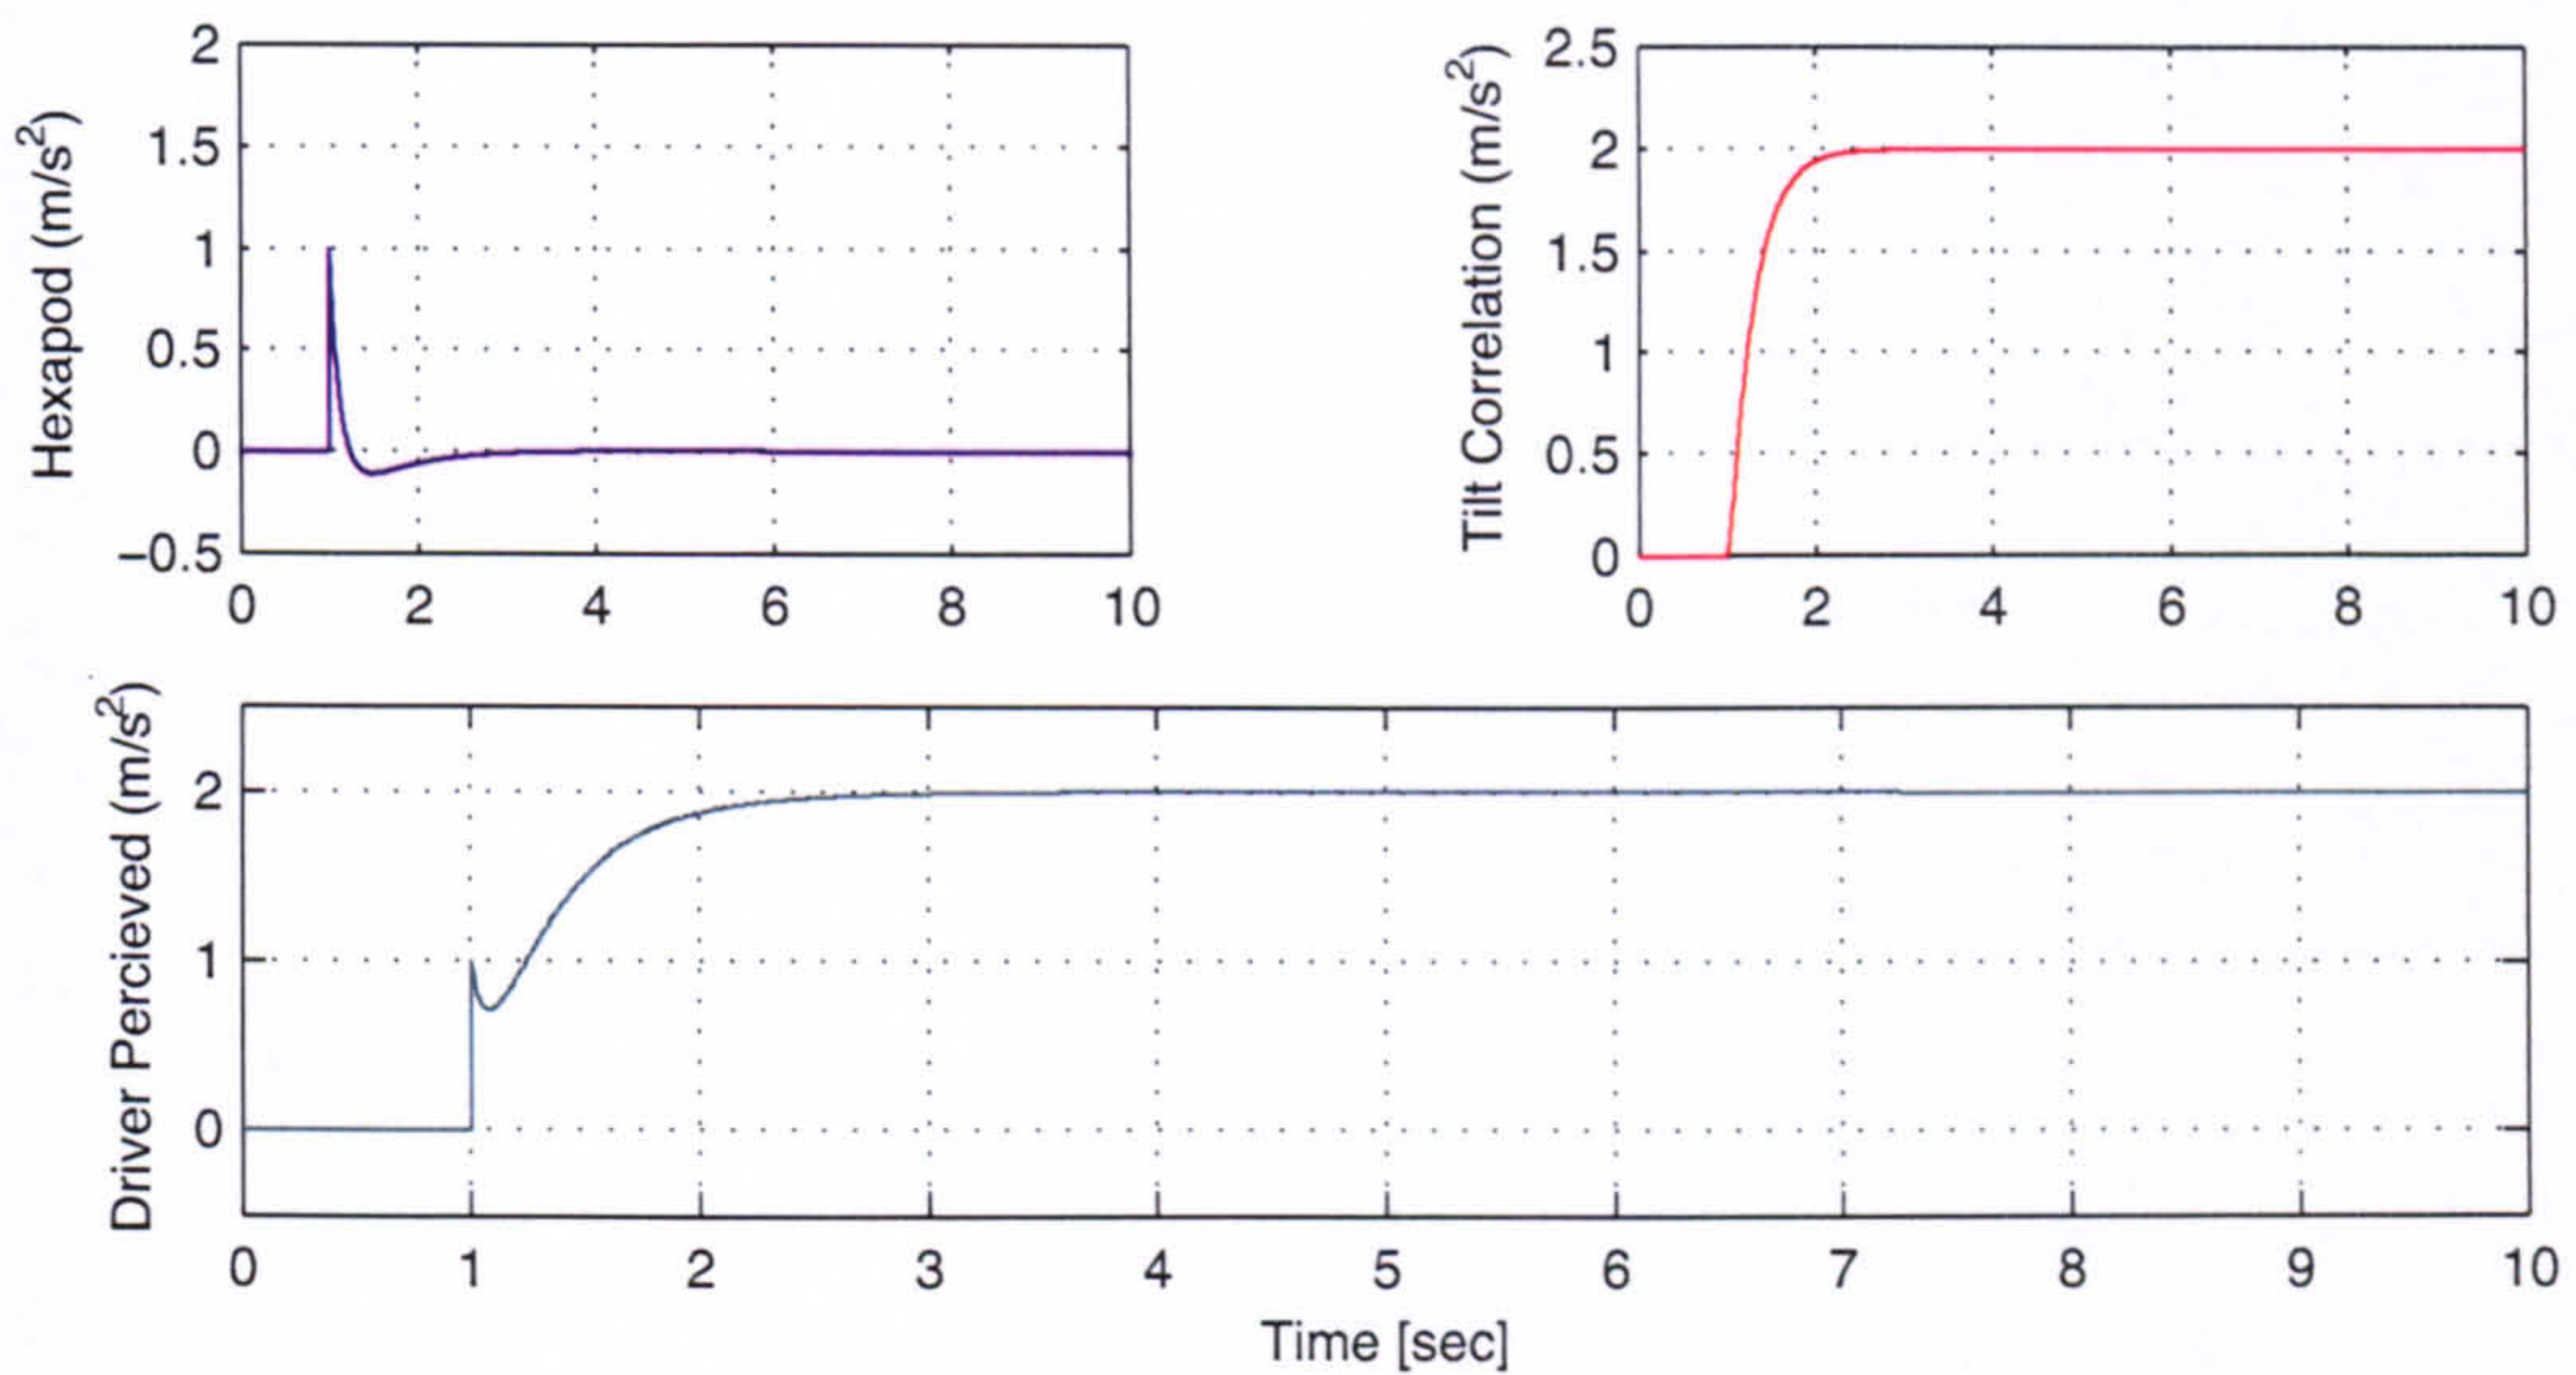 Hexapod (m/s²)
2
1.5
1
0.5
0
−0.5
0 2 4 6 8 10
Tilt Correlation (m/s²)
2.5
2
1.5
1
0.5
0
0 2 4 6 8 10
Driver Percieved (m/s²)
2
1
0
0 1 2 3 4 5 6 7 8 9 10
Time [sec]